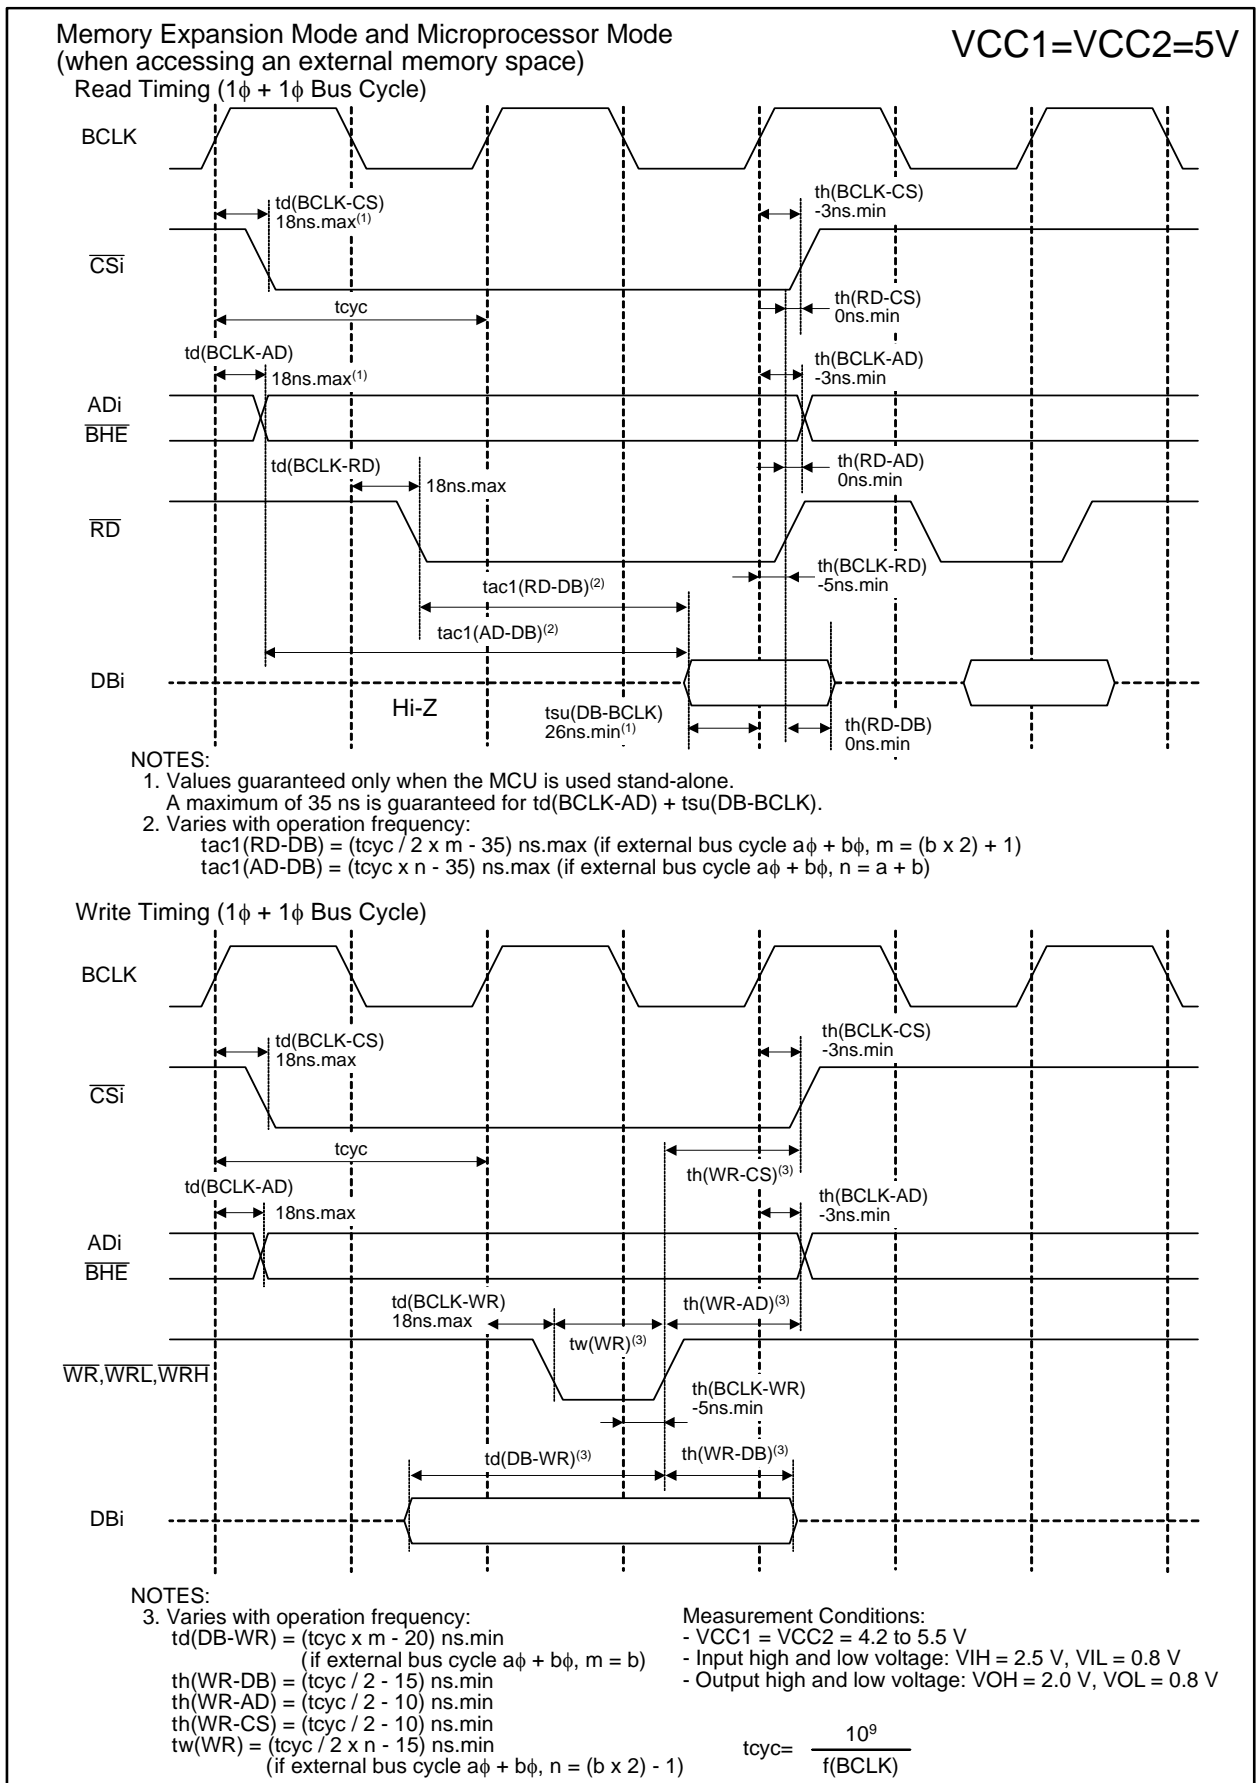 Memory Expansion Mode and Microprocessor Mode
(when accessing an external memory space)
VCC1=VCC2=5V
Read Timing (1ϕ + 1ϕ Bus Cycle)
BCLK
td(BCLK-CS)
18ns.max(1)
th(BCLK-CS)
-3ns.min
CSi
tcyc
th(RD-CS)
0ns.min
td(BCLK-AD)
18ns.max(1)
th(BCLK-AD)
-3ns.min
ADi
BHE
td(BCLK-RD)
18ns.max
th(RD-AD)
0ns.min
RD
th(BCLK-RD)
-5ns.min
tac1(RD-DB)(2)
tac1(AD-DB)(2)
DBi
Hi-Z
tsu(DB-BCLK)
26ns.min(1)
th(RD-DB)
0ns.min
NOTES:
1. Values guaranteed only when the MCU is used stand-alone.
A maximum of 35 ns is guaranteed for td(BCLK-AD) + tsu(DB-BCLK).
2. Varies with operation frequency:
tac1(RD-DB) = (tcyc / 2 x m - 35) ns.max (if external bus cycle aϕ + bϕ, m = (b x 2) + 1)
tac1(AD-DB) = (tcyc x n - 35) ns.max (if external bus cycle aϕ + bϕ, n = a + b)
Write Timing (1ϕ + 1ϕ Bus Cycle)
BCLK
td(BCLK-CS)
18ns.max
th(BCLK-CS)
-3ns.min
CSi
tcyc
th(WR-CS)(3)
td(BCLK-AD)
18ns.max
th(BCLK-AD)
-3ns.min
ADi
BHE
td(BCLK-WR)
18ns.max
tw(WR)(3)
th(WR-AD)(3)
WR,WRL,WRH
th(BCLK-WR)
-5ns.min
td(DB-WR)(3)
th(WR-DB)(3)
DBi
NOTES:
3. Varies with operation frequency:
td(DB-WR) = (tcyc x m - 20) ns.min
(if external bus cycle aϕ + bϕ, m = b)
th(WR-DB) = (tcyc / 2 - 15) ns.min
th(WR-AD) = (tcyc / 2 - 10) ns.min
th(WR-CS) = (tcyc / 2 - 10) ns.min
tw(WR) = (tcyc / 2 x n - 15) ns.min
(if external bus cycle aϕ + bϕ, n = (b x 2) - 1)
Measurement Conditions:
- VCC1 = VCC2 = 4.2 to 5.5 V
- Input high and low voltage: VIH = 2.5 V, VIL = 0.8 V
- Output high and low voltage: VOH = 2.0 V, VOL = 0.8 V
tcyc= 10⁹
f(BCLK)